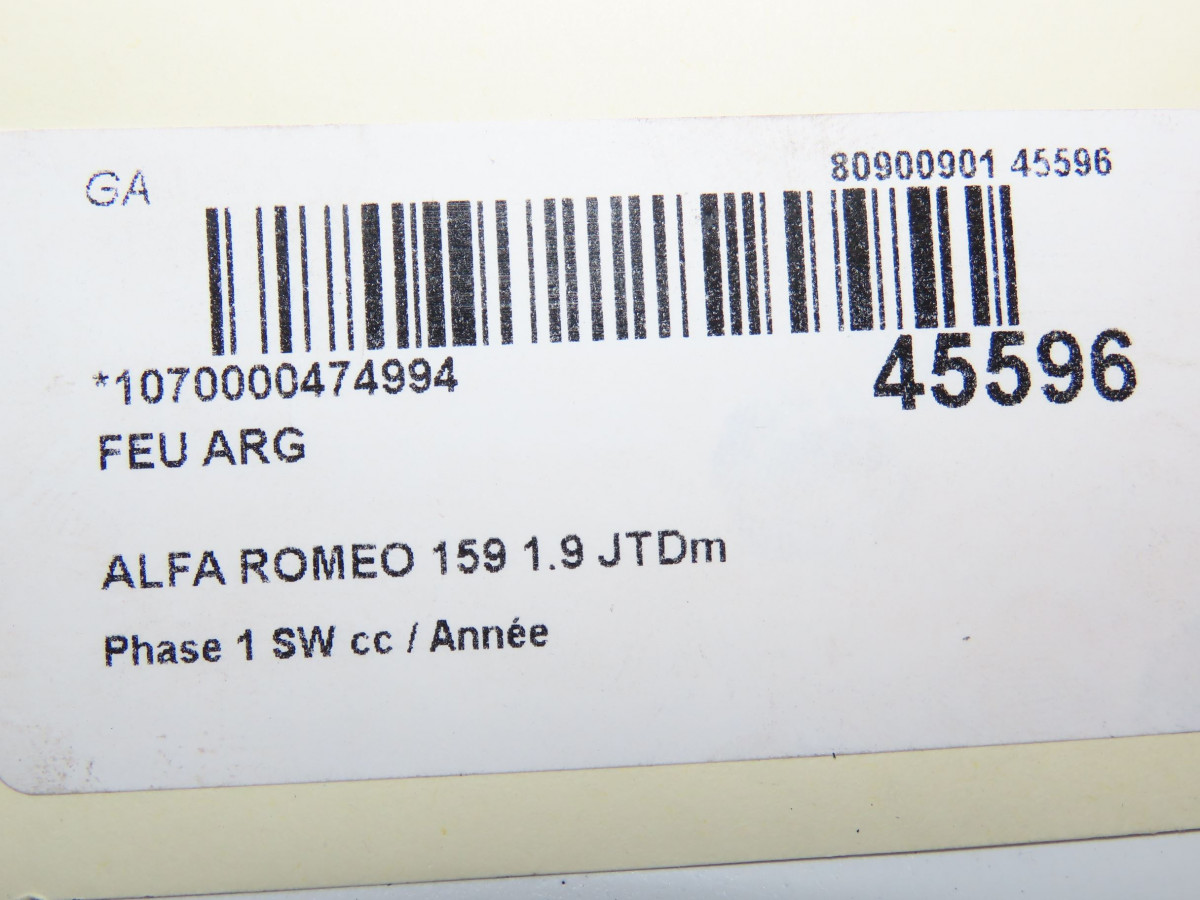 GA
80900901 45596
*1070000474994
45596
FEU ARG
ALFA ROMEO 159 1.9 JTDm
Phase 1 SW cc / Année